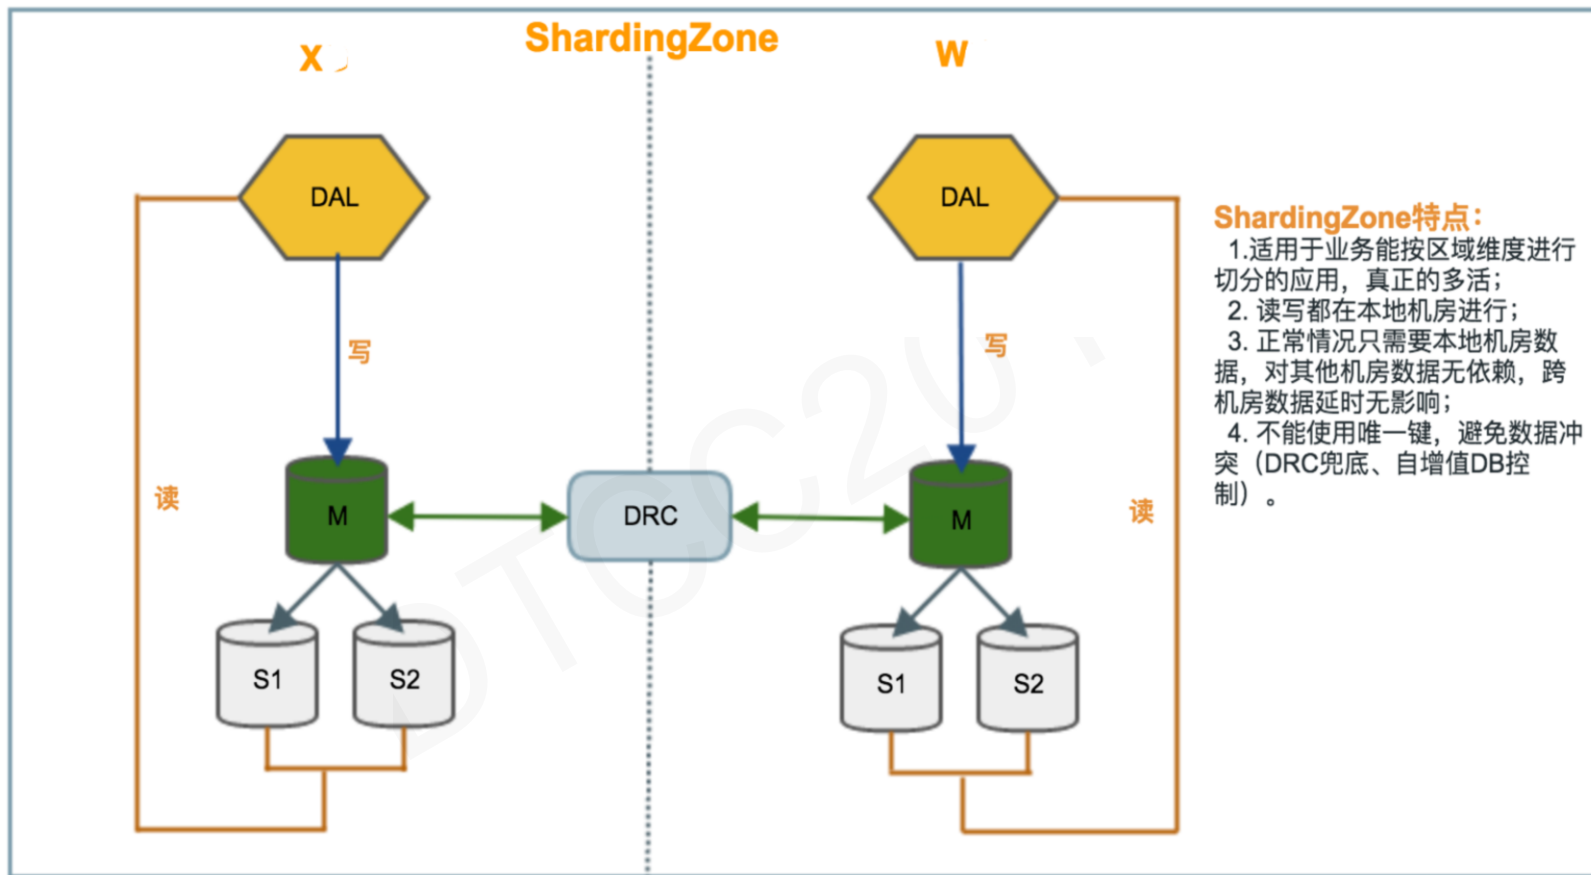 ShardingZone
X
W
DAL
DAL
写
写
读
读
M
DRC
M
S1
S2
S1
S2
ShardingZone特点：
1.适用于业务能按区域维度进行
切分的应用，真正的多活；
2. 读写都在本地机房进行；
3. 正常情况只需要本地机房数
据，对其他机房数据无依赖，跨
机房数据延时无影响；
4. 不能使用唯一键，避免数据冲
突（DRC兜底、自增值DB控
制）。